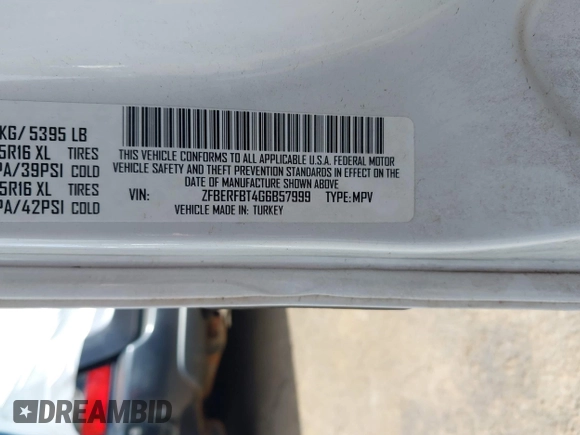 KG/ 5395 LB
5R16 XL TIRES
PA/39PSI COLD
5R16 XL TIRES
PA/42PSI COLD
THIS VEHICLE CONFORMS TO ALL APPLICABLE U.S.A. FEDERAL MOTOR
VEHICLE SAFETY AND THEFT PREVENTION STANDARDS IN EFFECT ON THE
DATE OF MANUFACTURE SHOWN ABOVE.
VIN: ZFBERFBT4G6B57999 TYPE: MPV
VEHICLE MADE IN: TURKEY
DREAMBID